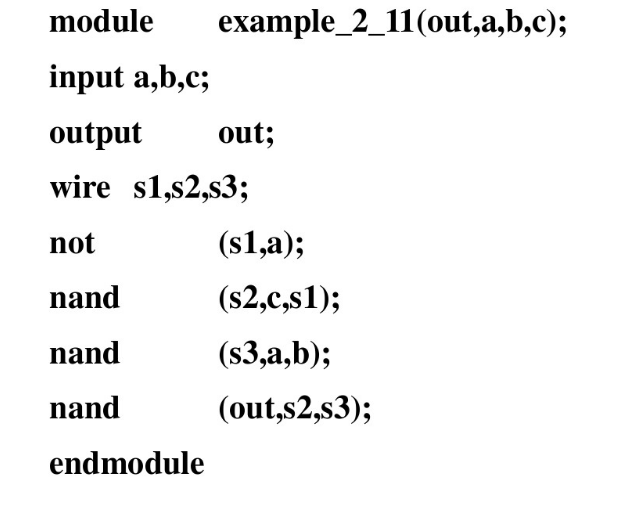 module example_2_11(out,a,b,c);
input a,b,c;
output out;
wire s1,s2,s3;
not (s1,a);
nand (s2,c,s1);
nand (s3,a,b);
nand (out,s2,s3);
endmodule